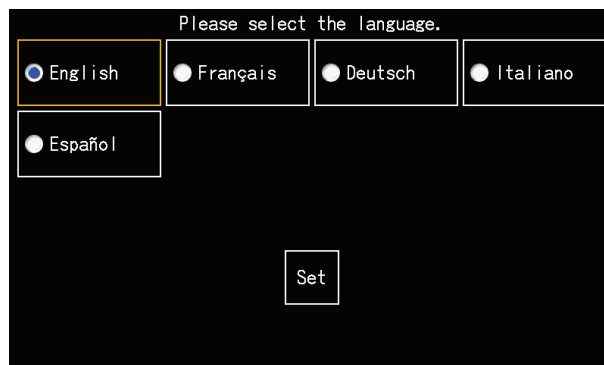 Please select the language.
English Français Deutsch Italiano
Español
Set